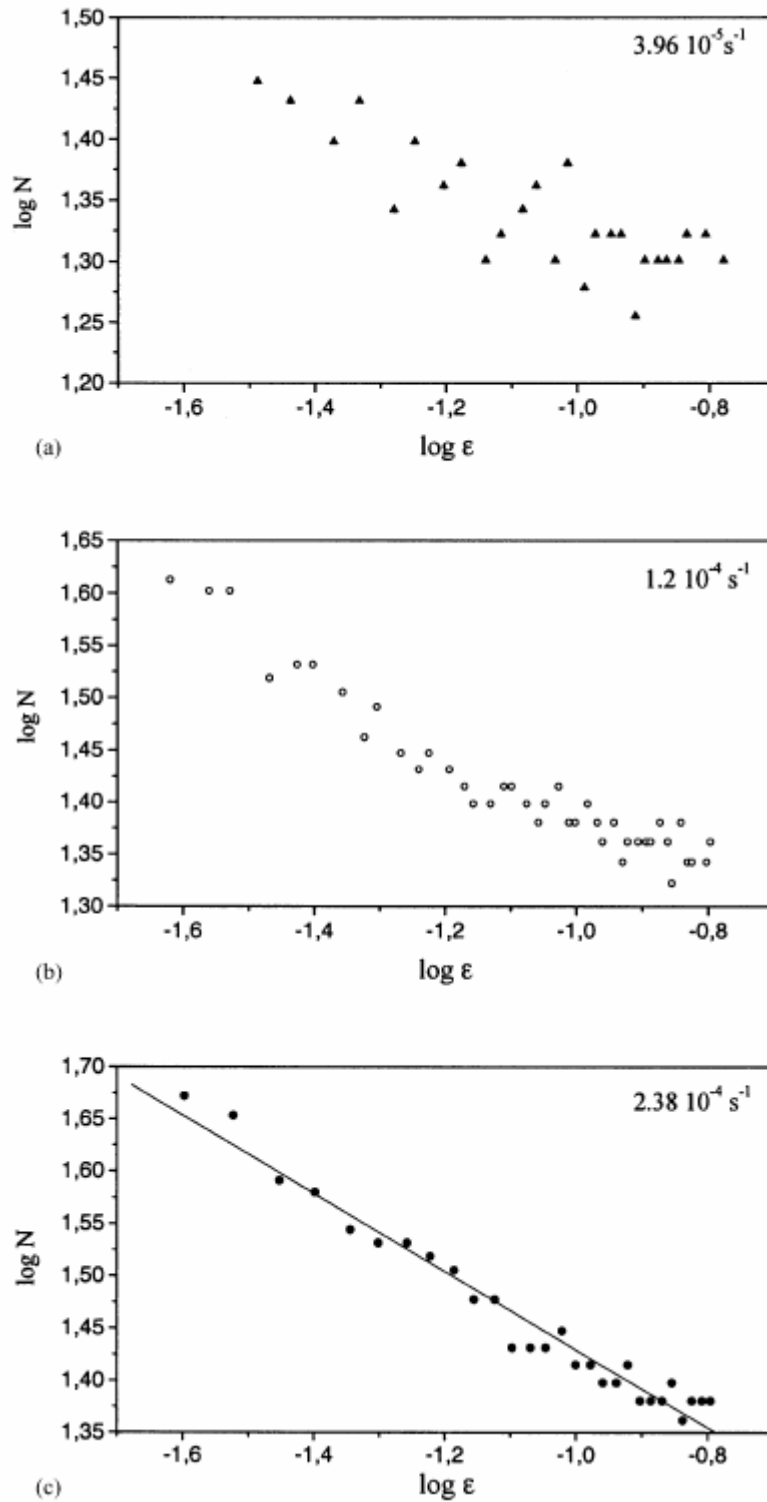 1,50
3.96 10⁻⁵s⁻¹
1,45
1,40
log N
1,35
1,30
1,25
1,20
-1,6 -1,4 -1,2 -1,0 -0,8
(a)
log ε
1,65
1.2 10⁻⁴ s⁻¹
1,60
1,55
1,50
log N
1,45
1,40
1,35
1,30
-1,6 -1,4 -1,2 -1,0 -0,8
(b)
log ε
1,70
2.38 10⁻⁴ s⁻¹
1,65
1,60
1,55
log N
1,50
1,45
1,40
1,35
-1,6 -1,4 -1,2 -1,0 -0,8
(c)
log ε